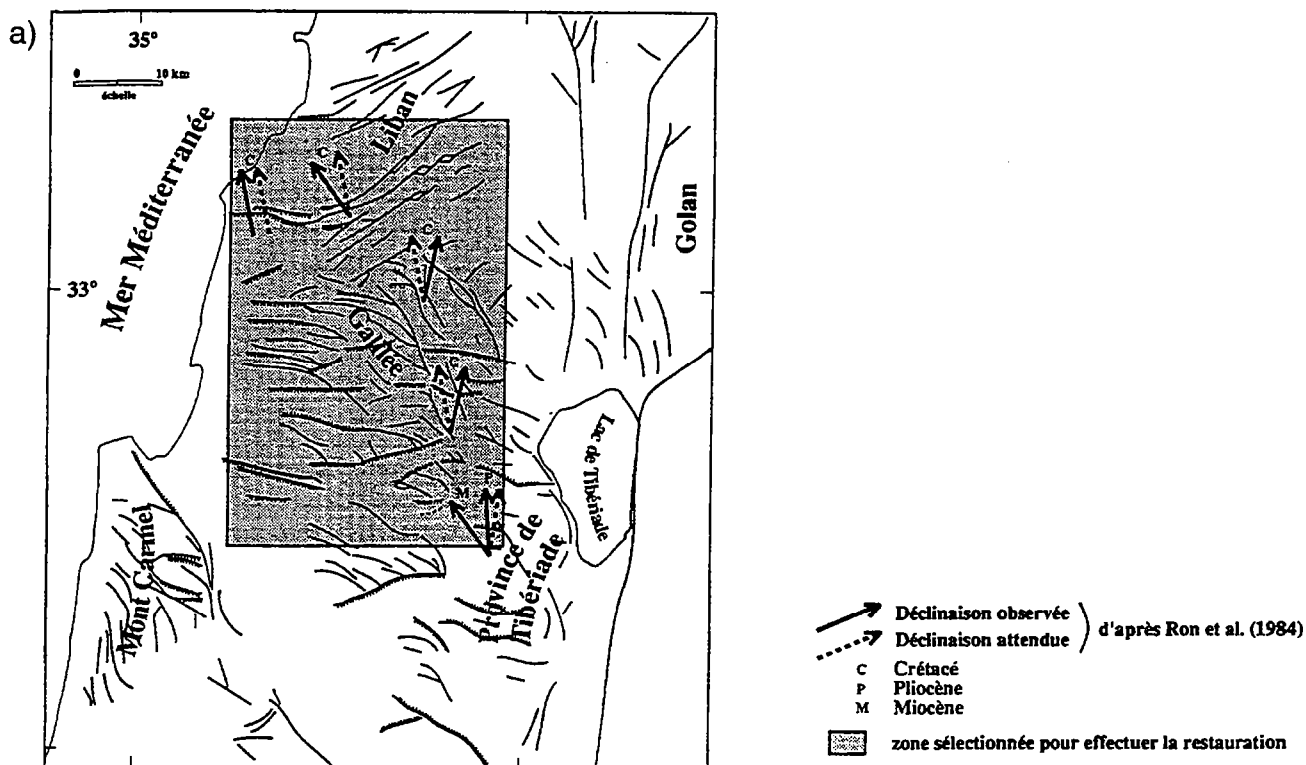 a)
35°
0 10 km
échelle
Mer Méditerranée
Liban
Golan
C
C
C
33°
Galilée
C
Lac de Tibériade
M
P
Mont Carmel
Province de
Tibériade
Déclinaison observée
Déclinaison attendue
d'après Ron et al. (1984)
C Crétacé
P Pliocène
M Miocène
zone sélectionnée pour effectuer la restauration